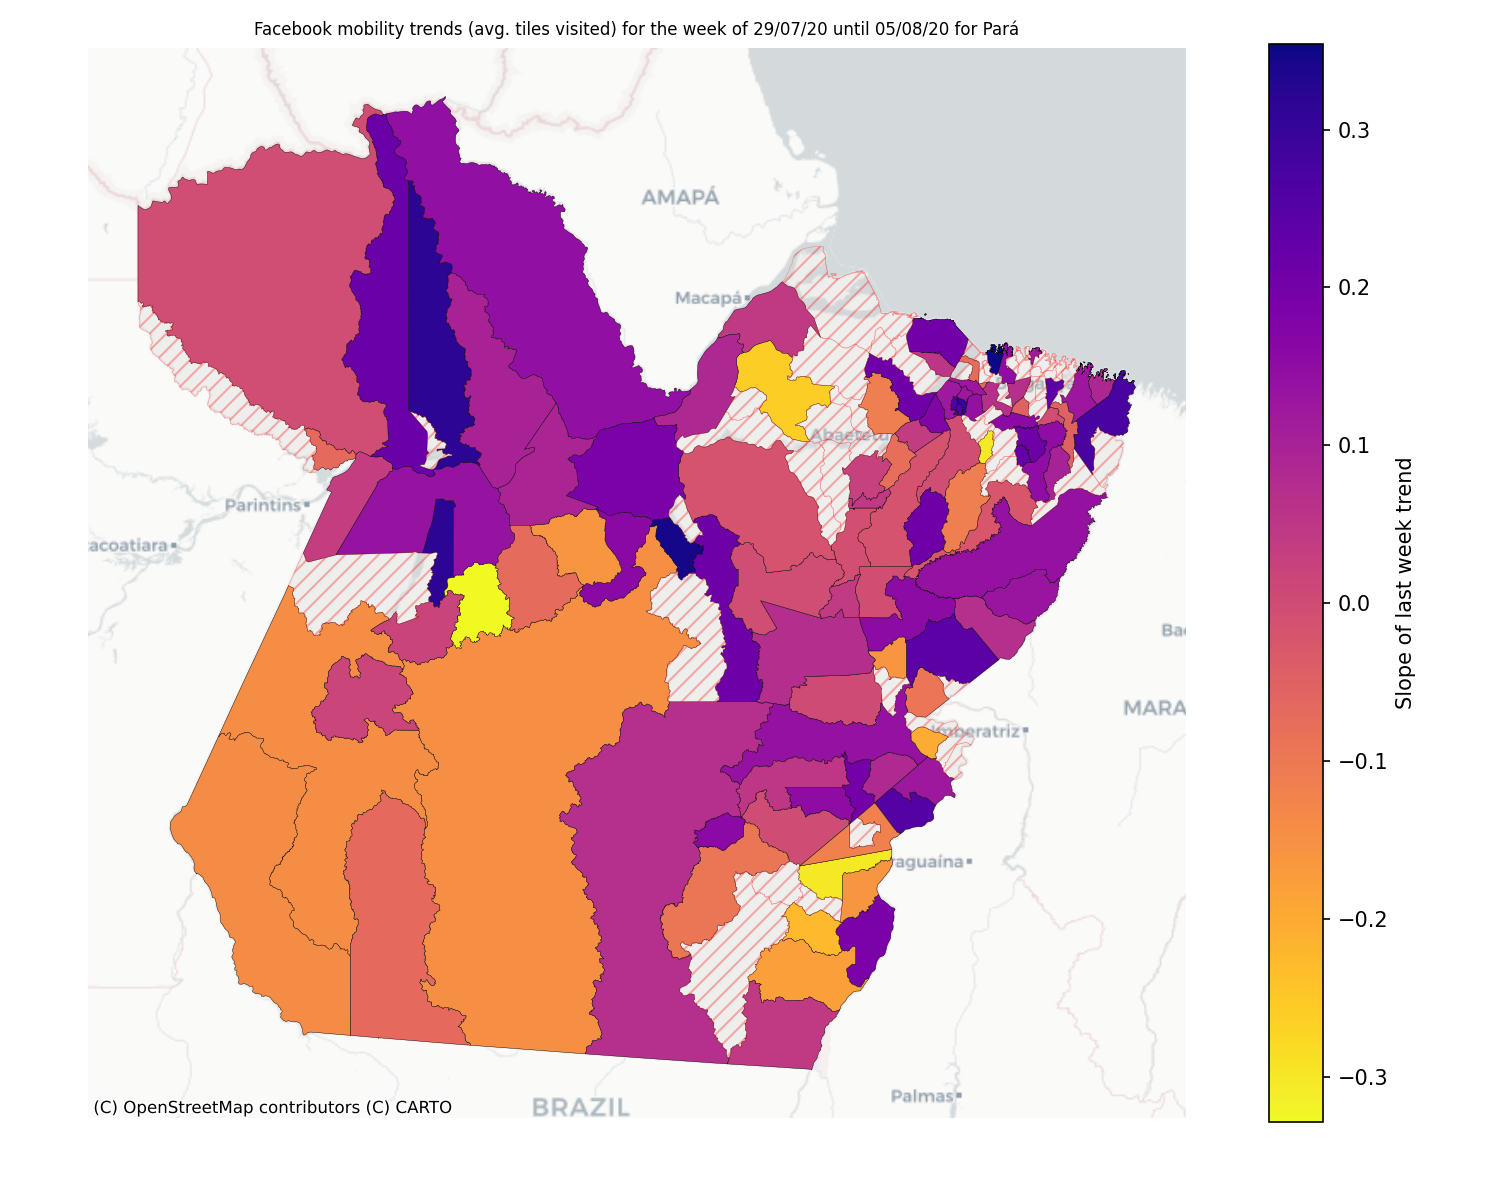 Facebook mobility trends (avg. tiles visited) for the week of 29/07/20 until 05/08/20 for Pará
AMAPÁ
Macapá
Abaetetu
Parintins
acoatiara
Bac
MARA
Imperatriz
raguaína
Palmas
BRAZIL
(C) OpenStreetMap contributors (C) CARTO
0.3
0.2
0.1
0.0
−0.1
−0.2
−0.3
Slope of last week trend